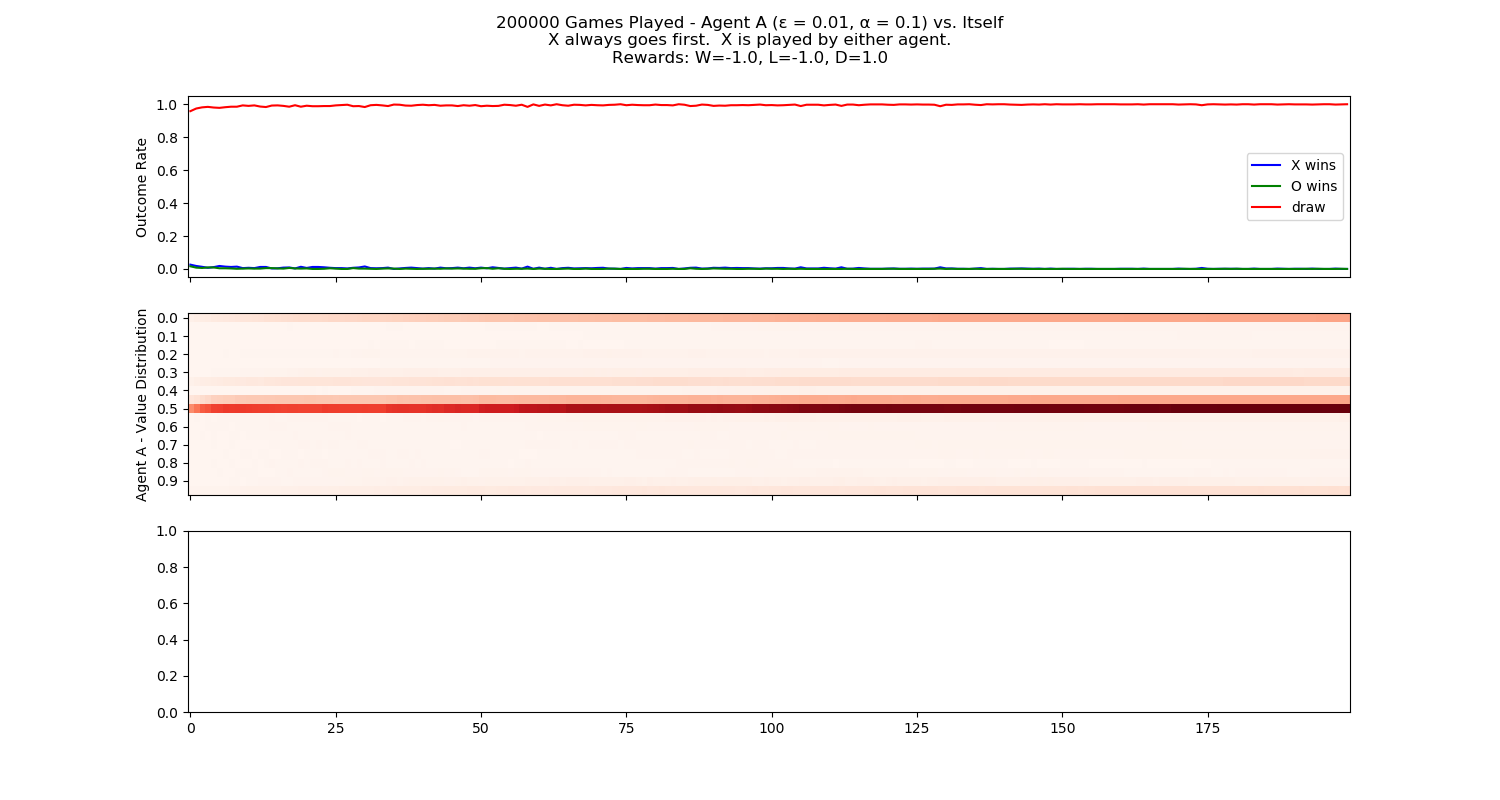 200000 Games Played - Agent A (ε = 0.01, α = 0.1) vs. Itself
X always goes first.  X is played by either agent.
Rewards: W=-1.0, L=-1.0, D=1.0
Outcome Rate
1.0
0.8
0.6
0.4
0.2
0.0
X wins
O wins
draw
Agent A - Value Distribution
0.0
0.1
0.2
0.3
0.4
0.5
0.6
0.7
0.8
0.9
1.0
0.8
0.6
0.4
0.2
0.0
0 25 50 75 100 125 150 175